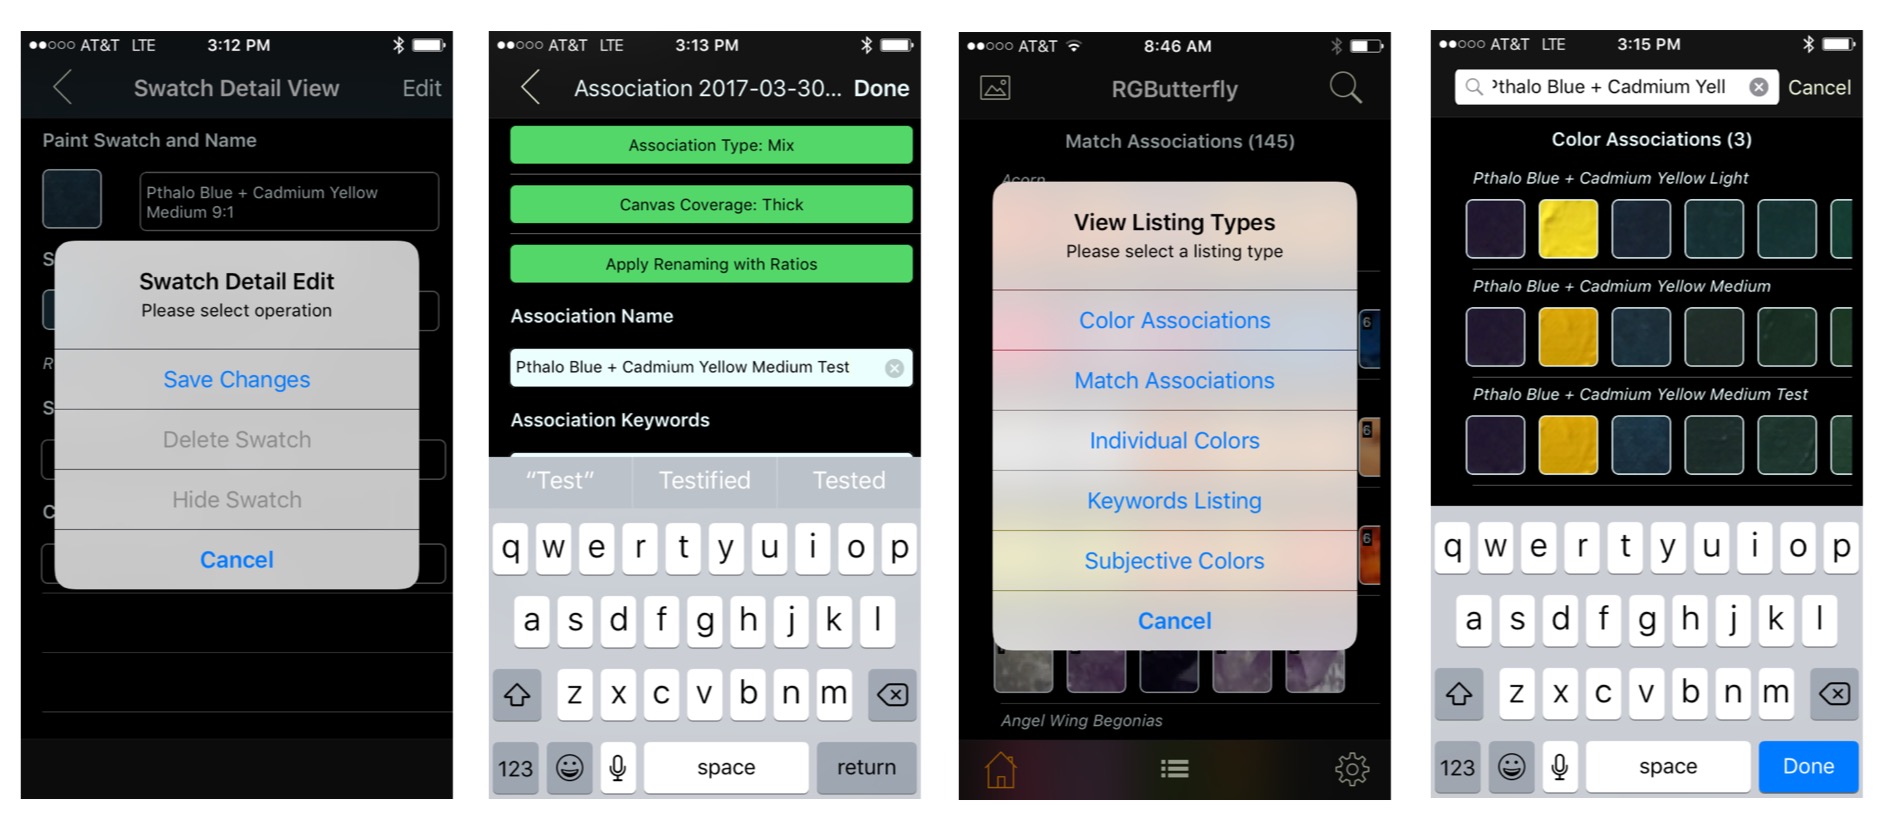 ●●○○○ AT&T LTE 3:12 PM
Swatch Detail View Edit
Paint Swatch and Name
Pthalo Blue + Cadmium Yellow
Medium 9:1
S
Swatch Detail Edit
Please select operation
R
Save Changes
S
Delete Swatch
Hide Swatch
C
Cancel
●●○○○ AT&T LTE 3:13 PM
Association 2017-03-30... Done
Association Type: Mix
Canvas Coverage: Thick
Apply Renaming with Ratios
Association Name
Pthalo Blue + Cadmium Yellow Medium Test
Association Keywords
“Test” Testified Tested
q w e r t y u i o p
a s d f g h j k l
z x c v b n m
123 space return
●●○○○ AT&T 8:46 AM
RGButterfly
Match Associations (145)
Acorn
View Listing Types
Please select a listing type
Color Associations
6
Match Associations
Individual Colors
6
Keywords Listing
Subjective Colors
6
Cancel
Angel Wing Begonias
●●○○○ AT&T LTE 3:15 PM
Pthalo Blue + Cadmium Yell Cancel
Color Associations (3)
Pthalo Blue + Cadmium Yellow Light
Pthalo Blue + Cadmium Yellow Medium
Pthalo Blue + Cadmium Yellow Medium Test
q w e r t y u i o p
a s d f g h j k l
z x c v b n m
123 space Done